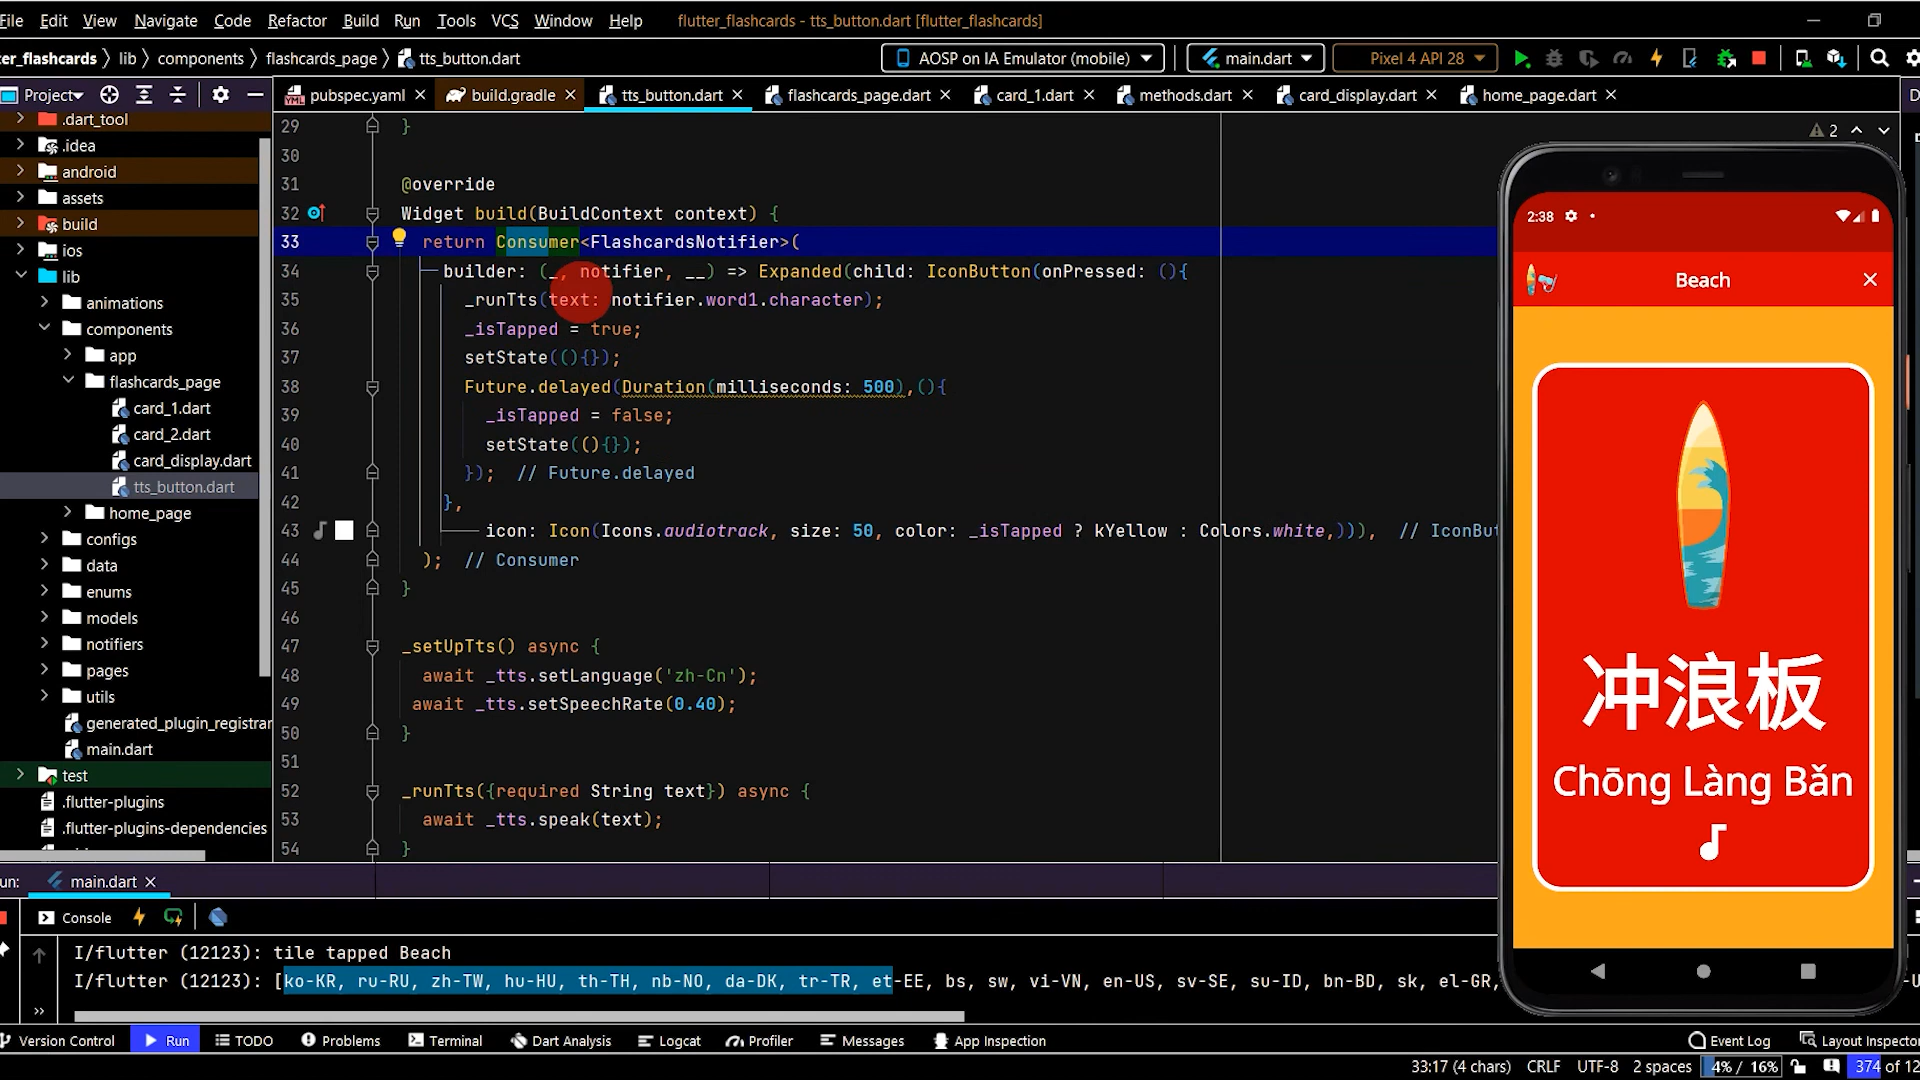 File Edit View Navigate Code Refactor Build Run Tools VCS Window Help flutter_flashcards - tts_button.dart [flutter_flashcards]
ter_flashcards lib components flashcards_page tts_button.dart AOSP on IA Emulator (mobile) main.dart Pixel 4 API 28
Project pubspec.yaml build.gradle tts_button.dart flashcards_page.dart card_1.dart methods.dart card_display.dart home_page.dart
.dart_tool
.idea
android
assets
build
ios
lib
animations
components
app
flashcards_page
card_1.dart
card_2.dart
card_display.dart
tts_button.dart
home_page
configs
data
enums
models
notifiers
pages
utils
generated_plugin_registrar
main.dart
test
.flutter-plugins
.flutter-plugins-dependencies
2
29 }
30
31 @override
32 Widget build(BuildContext context) {
33 return Consumer<FlashcardsNotifier>(
34 builder: (_, notifier, __) => Expanded(child: IconButton(onPressed: (){
35 _runTts(text: notifier.word1.character);
36 _isTapped = true;
37 setState((){});
38 Future.delayed(Duration(milliseconds: 500),(){
39 _isTapped = false;
40 setState((){});
41 }); // Future.delayed
42 },
43 icon: Icon(Icons.audiotrack, size: 50, color: _isTapped ? kYellow : Colors.white,))), // IconBut
44 ); // Consumer
45 }
46
47 _setUpTts() async {
48 await _tts.setLanguage('zh-Cn');
49 await _tts.setSpeechRate(0.40);
50 }
51
52 _runTts({required String text}) async {
53 await _tts.speak(text);
54 }
2:38
Beach
冲浪板
Chōng Làng Bǎn
un: main.dart
Console
I/flutter (12123): tile tapped Beach
I/flutter (12123): [ko-KR, ru-RU, zh-TW, hu-HU, th-TH, nb-NO, da-DK, tr-TR, et-EE, bs, sw, vi-VN, en-US, sv-SE, su-ID, bn-BD, sk, el-GR,
Version Control Run TODO Problems Terminal Dart Analysis Logcat Profiler Messages App Inspection Event Log Layout Inspector
33:17 (4 chars) CRLF UTF-8 2 spaces 4% / 16% 374 of 12